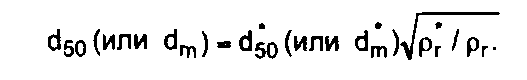 d₅₀ (или dₘ) = d*₅₀ (или d*ₘ)√ρ*ᵣ / ρᵣ.